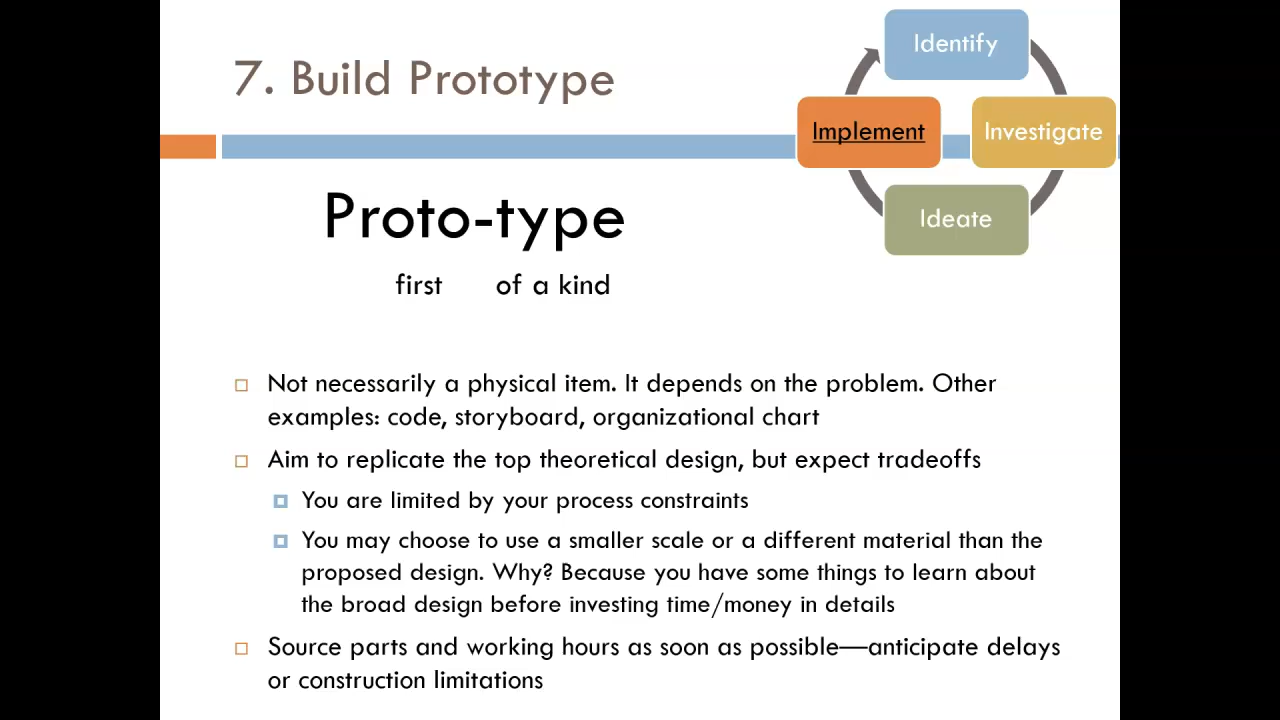 7. Build Prototype
Identify
Implement
Investigate
Ideate
Proto-type
first of a kind
Not necessarily a physical item. It depends on the problem. Other
examples: code, storyboard, organizational chart
Aim to replicate the top theoretical design, but expect tradeoffs
You are limited by your process constraints
You may choose to use a smaller scale or a different material than the
proposed design. Why? Because you have some things to learn about
the broad design before investing time/money in details
Source parts and working hours as soon as possible—anticipate delays
or construction limitations